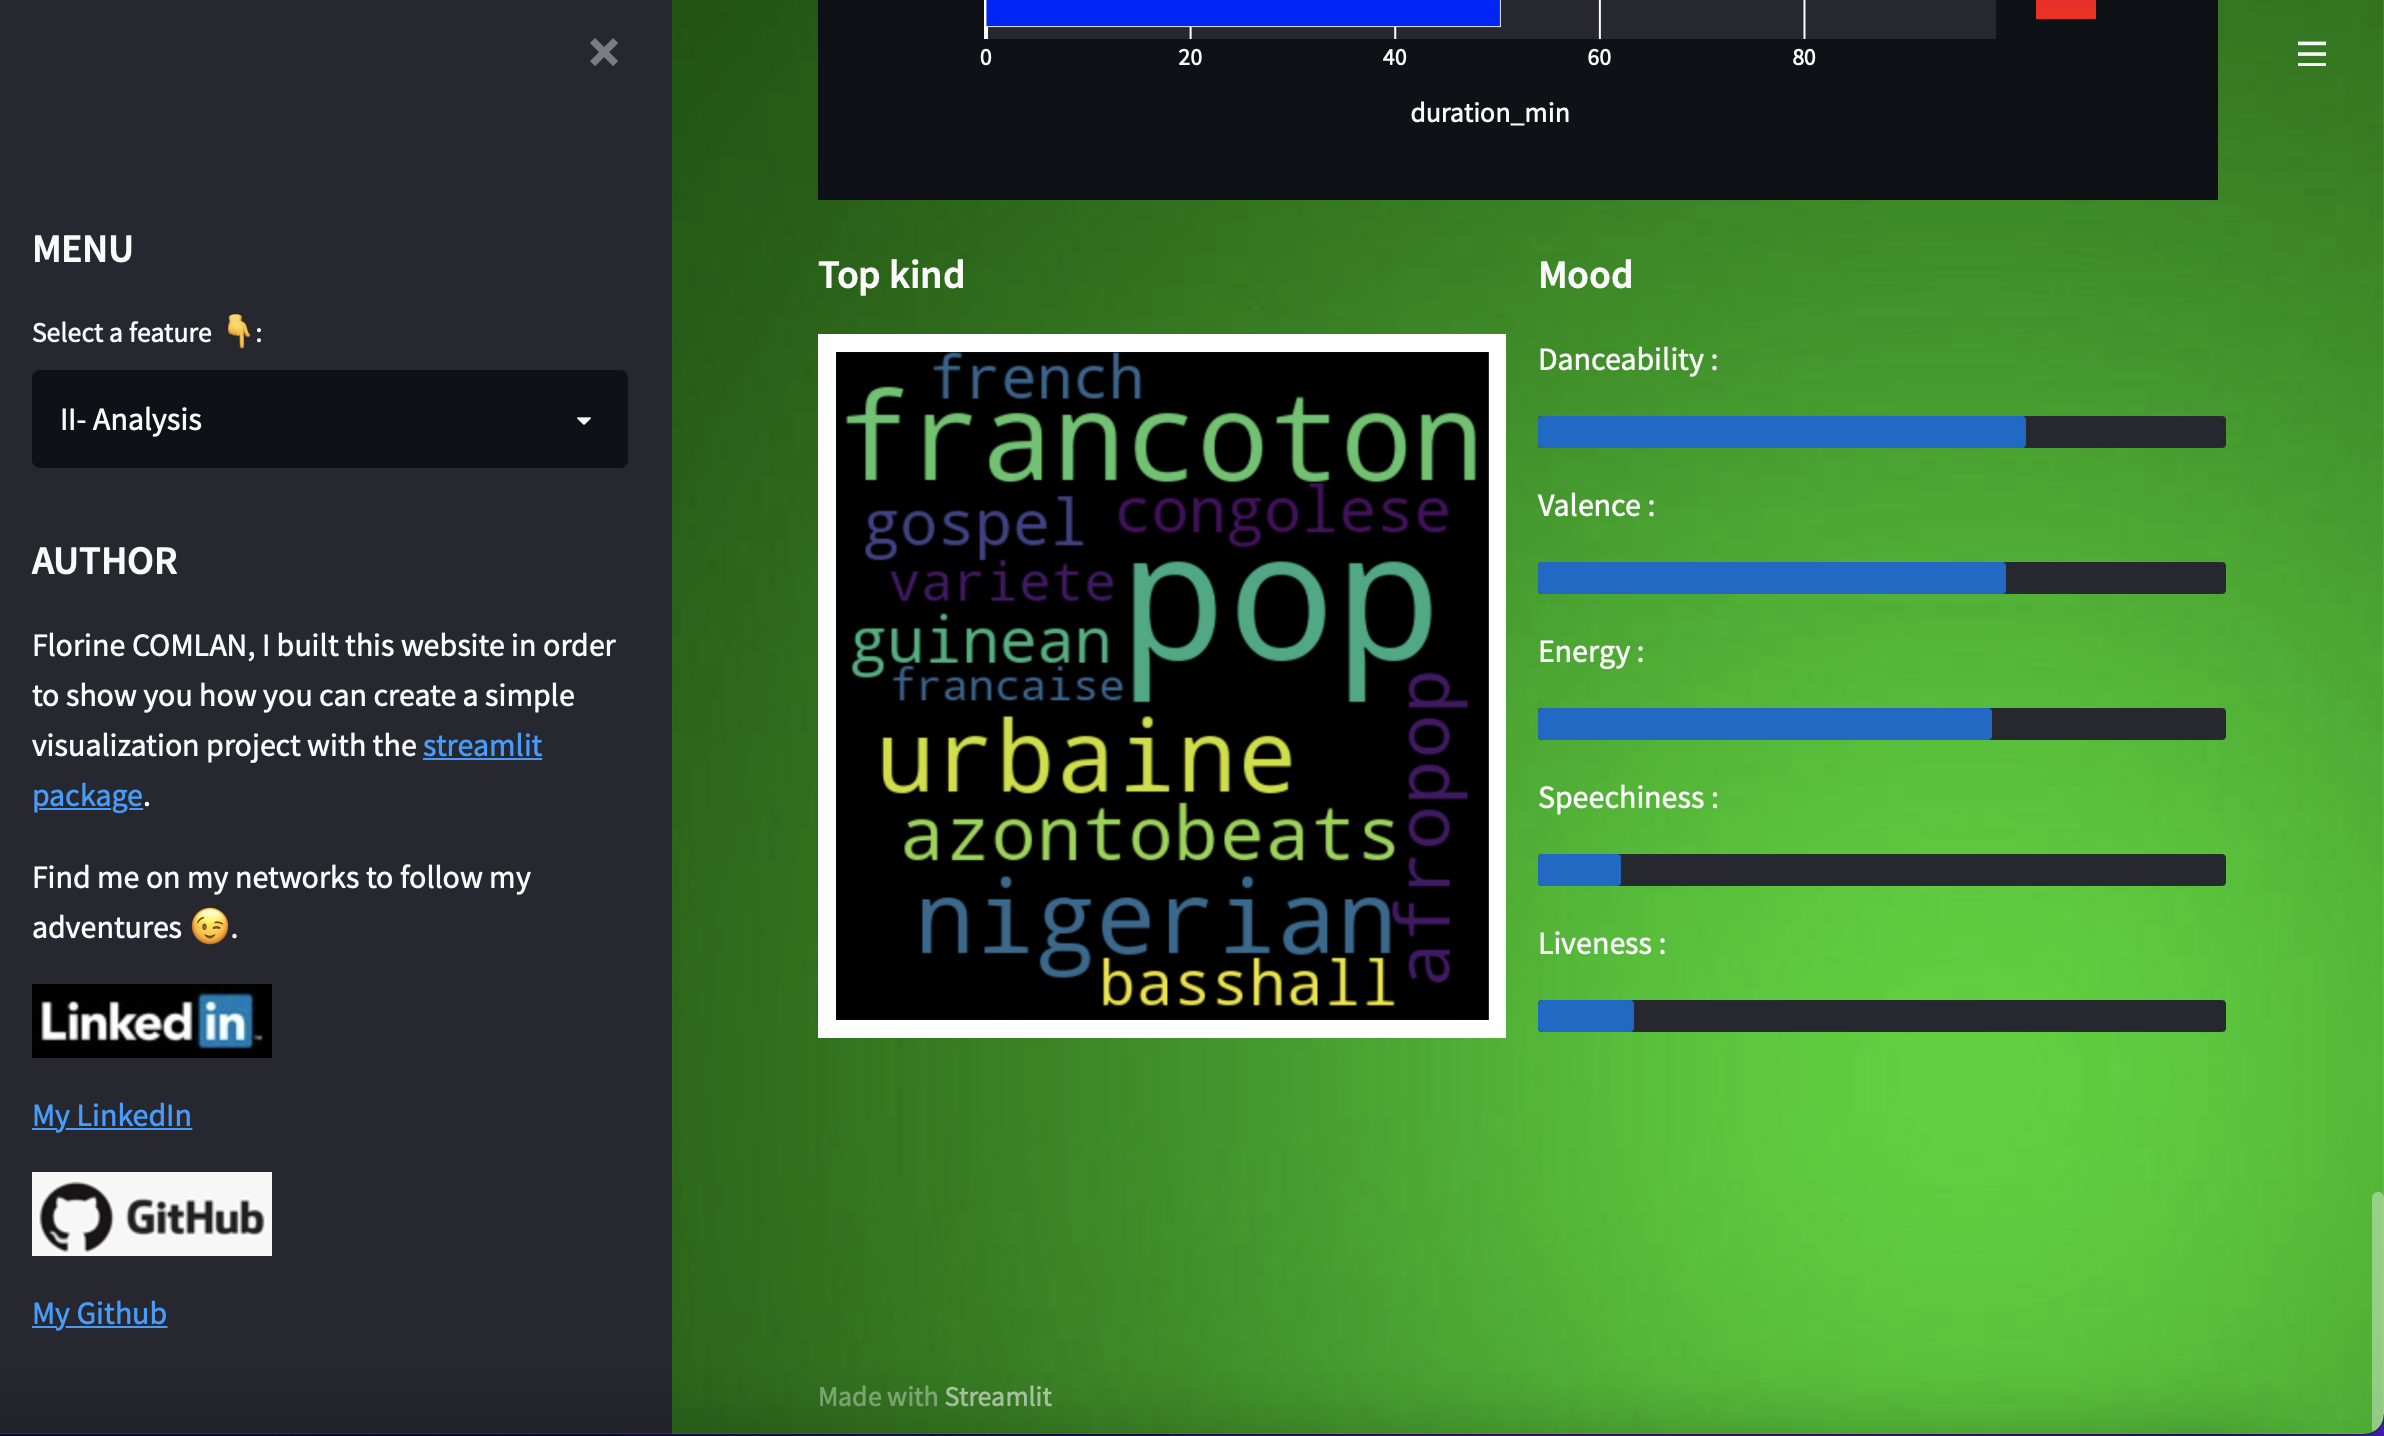 MENU
Select a feature 👇:
II- Analysis
AUTHOR
Florine COMLAN, I built this website in order
to show you how you can create a simple
visualization project with the streamlit
package.
Find me on my networks to follow my
adventures 😉.
Linked in
My LinkedIn
GitHub
My Github
0 20 40 60 80
duration_min
Top kind
french
francoton
gospel
congolese
variete
pop
guinean
francaise
urbaine
afropop
azontobeats
nigerian
basshall
Mood
Danceability :
Valence :
Energy :
Speechiness :
Liveness :
Made with Streamlit